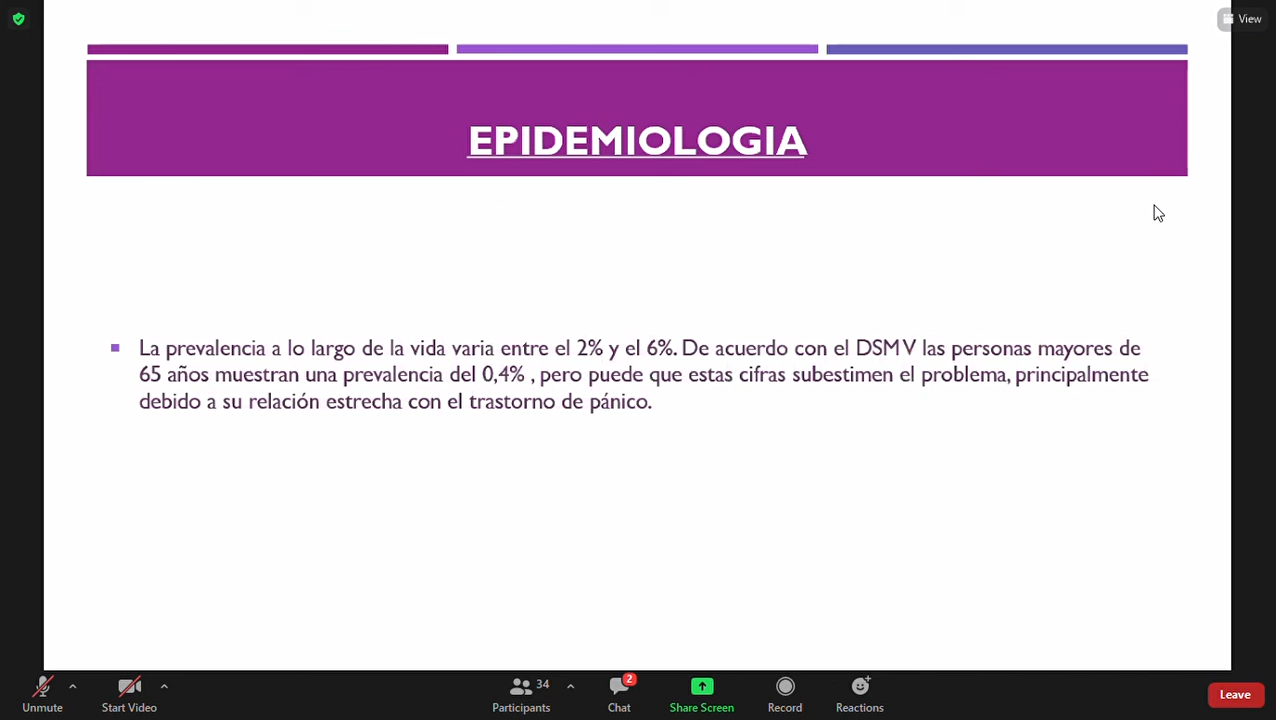 View
EPIDEMIOLOGIA
La prevalencia a lo largo de la vida varia entre el 2% y el 6%. De acuerdo con el DSM V las personas mayores de
65 años muestran una prevalencia del 0,4% , pero puede que estas cifras subestimen el problema, principalmente
debido a su relación estrecha con el trastorno de pánico.
34
2
Unmute
Start Video
Participants
Chat
Share Screen
Record
Reactions
Leave